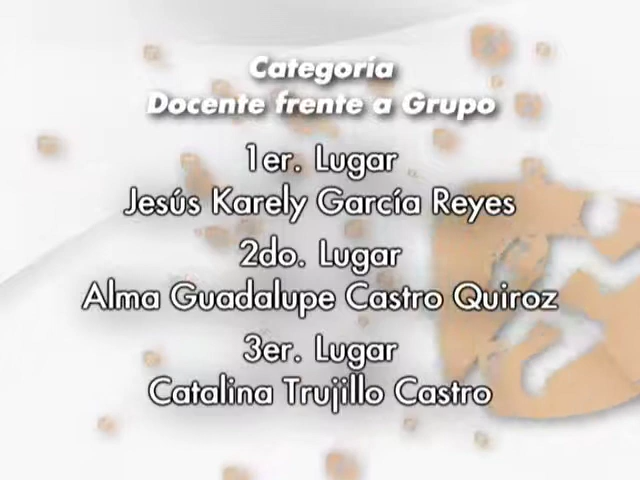 Categoría
Docente frente a Grupo
1er. Lugar
Jesús Karely García Reyes
2do. Lugar
Alma Guadalupe Castro Quiroz
3er. Lugar
Catalina Trujillo Castro